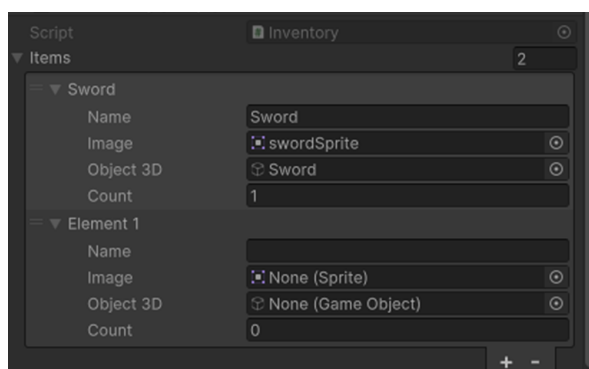 Script Inventory
Items 2
Sword
Name Sword
Image swordSprite
Object 3D Sword
Count 1
Element 1
Name
Image None (Sprite)
Object 3D None (Game Object)
Count 0
+ -